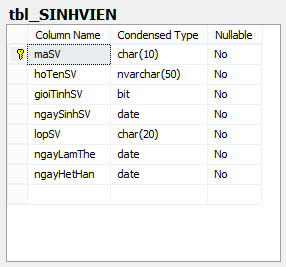 tbl_SINHVIEN
Column Name Condensed Type Nullable
maSV char(10) No
hoTenSV nvarchar(50) No
gioiTinhSV bit No
ngaySinhSV date No
lopSV char(20) No
ngayLamThe date No
ngayHetHan date No